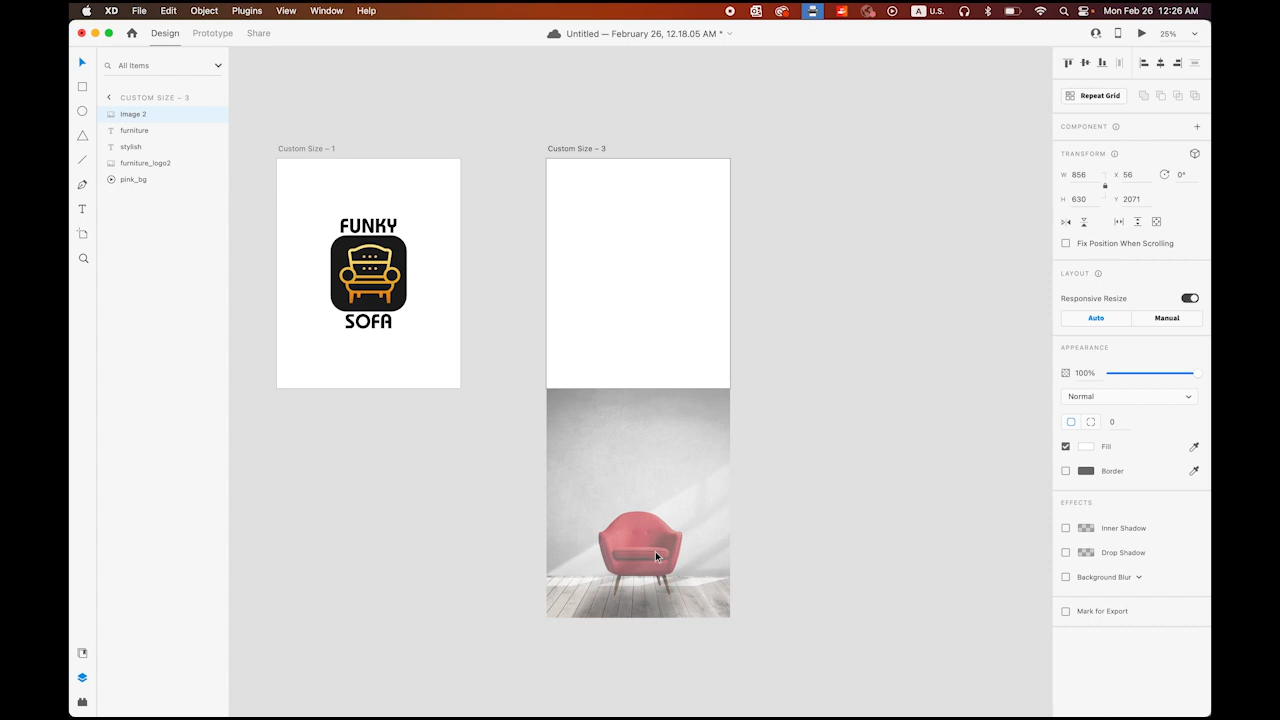 XD File Edit Object Plugins View Window Help A U.S. Mon Feb 26 12:26 AM
Design Prototype Share Untitled — February 26, 12.18.05 AM * 25%
All Items
CUSTOM SIZE – 3
Image 2
furniture
stylish
furniture_logo2
pink_bg
Custom Size – 1
FUNKY
SOFA
Custom Size – 3
Repeat Grid
COMPONENT
TRANSFORM
W 856 X 56 0°
H 630 Y 2071
Fix Position When Scrolling
LAYOUT
Responsive Resize
Auto Manual
APPEARANCE
100%
Normal
0
Fill
Border
EFFECTS
Inner Shadow
Drop Shadow
Background Blur
Mark for Export